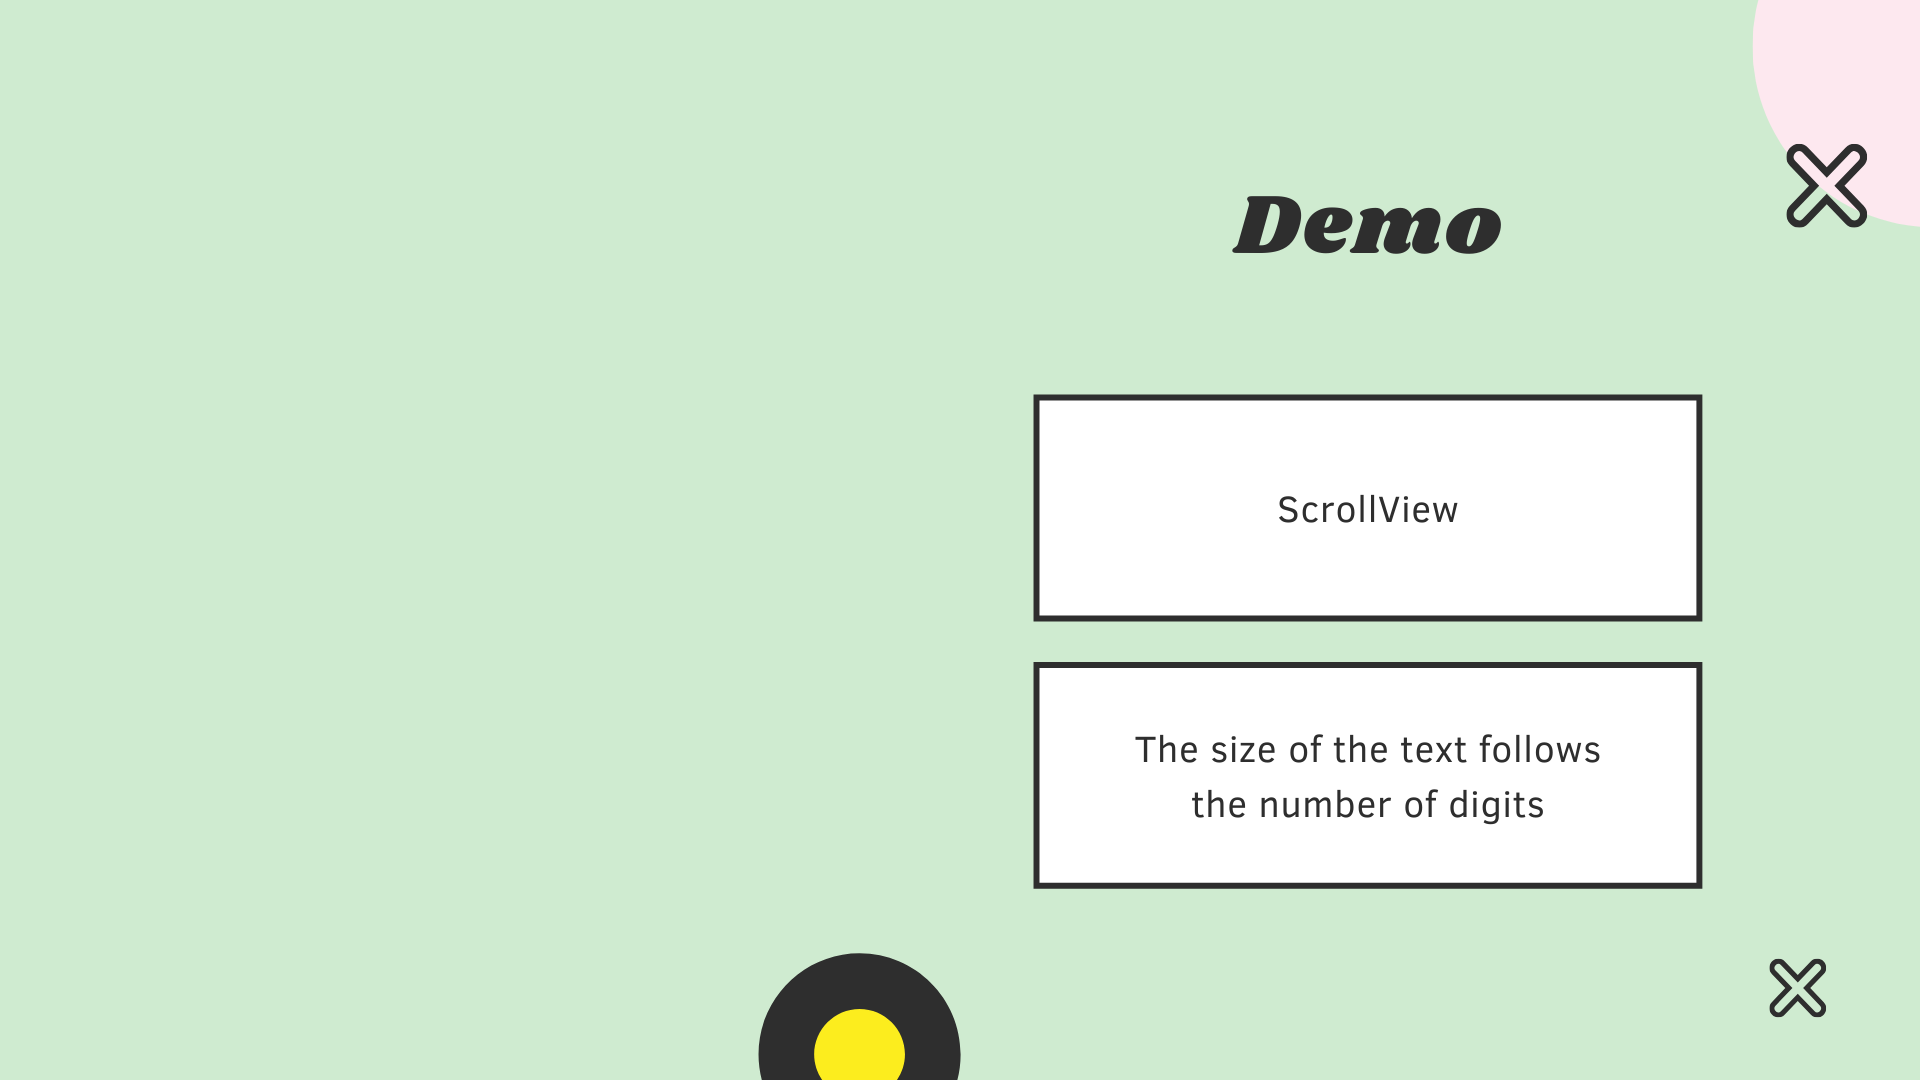 Demo
ScrollView
The size of the text follows
the number of digits